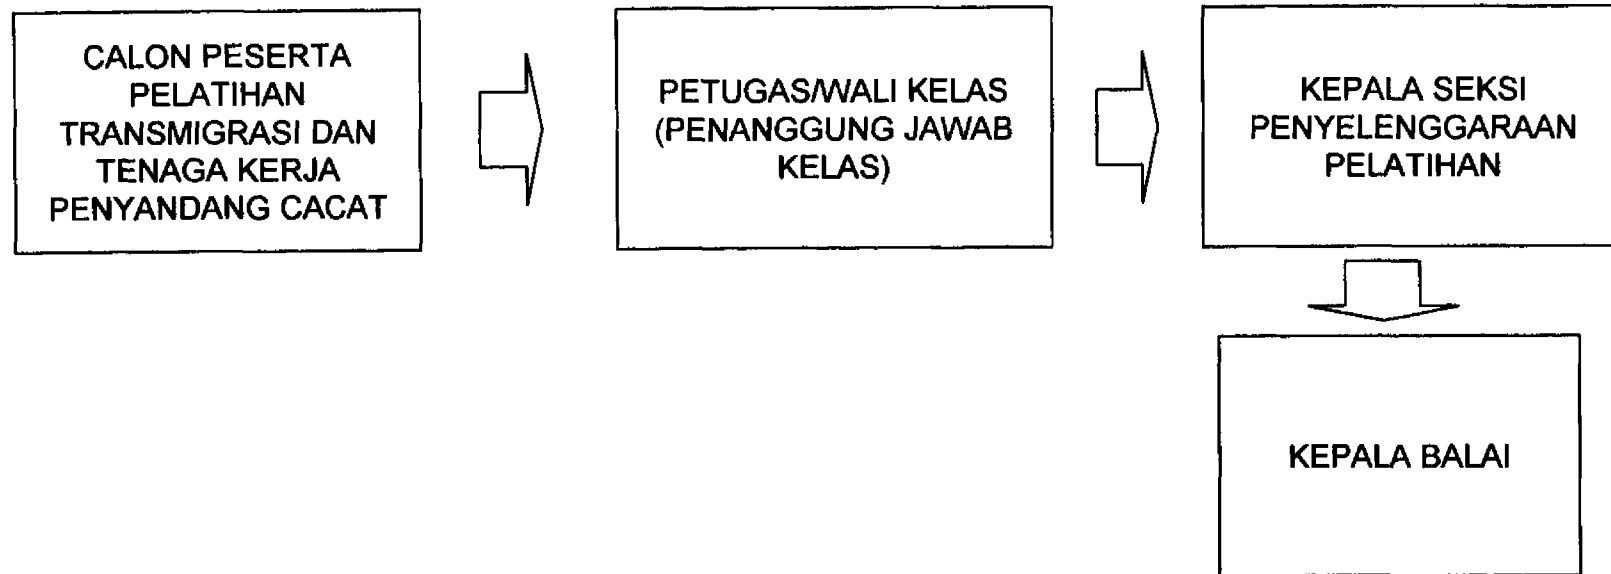 CALON PESERTA
PELATIHAN
TRANSMIGRASI DAN
TENAGA KERJA
PENYANDANG CACAT
PETUGAS/WALI KELAS
(PENANGGUNG JAWAB
KELAS)
KEPALA SEKSI
PENYELENGGARAAN
PELATIHAN
KEPALA BALAI